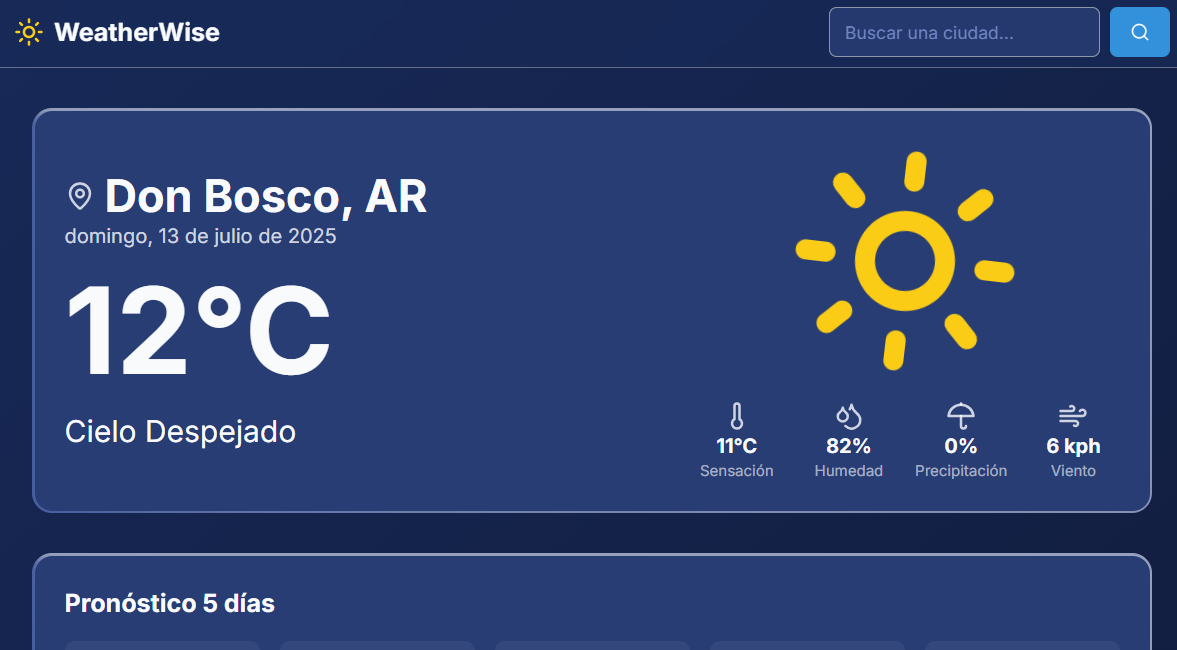 WeatherWise
Buscar una ciudad...
Don Bosco, AR
domingo, 13 de julio de 2025
12°C
Cielo Despejado
11°C
Sensación
82%
Humedad
0%
Precipitación
6 kph
Viento
Pronóstico 5 días